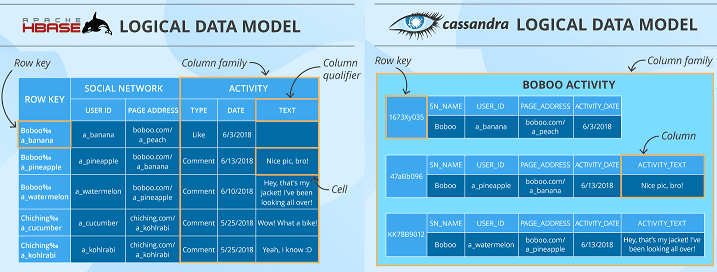 APACHE
HBASE LOGICAL DATA MODEL
Row key
Column family
Column qualifier
ROW KEY
SOCIAL NETWORK
ACTIVITY
USER ID
PAGE ADDRESS
TYPE
DATE
TEXT
Boboo‰
a_banana
a_banana
boboo.com/
a_peach
Like
6/3/2018
Boboo‰
a_pineapple
a_pineapple
boboo.com/
a_banana
Comment
6/13/2018
Nice pic, bro!
Boboo‰
a_watermelon
a_watermelon
boboo.com/
a_pineapple
Comment
6/10/2018
Hey, that's my
jacket! I've been
looking all over!
Cell
Chiching‰
a_cucumber
a_cucumber
chiching.com/
a_kohlrabi
Comment
5/25/2018
Wow! What a bike!
Chiching‰
a_kohlrabi
a_kohlrabi
chiching.com/
a_kohlrabi
Comment
5/25/2018
Yeah, I know :D
cassandra LOGICAL DATA MODEL
Row key
Column family
BOBOO ACTIVITY
1673Xy035
SN_NAME
USER_ID
PAGE_ADDRESS
ACTIVITY_DATE
Boboo
a_banana
boboo.com/
a_peach
6/3/2018
Column
47aBb096
SN_NAME
USER_ID
PAGE_ADDRESS
ACTIVITY_DATE
ACTIVITY_TEXT
Boboo
a_pineapple
boboo.com/
a_banana
6/13/2018
Nice pic, bro!
KK78B9012
SN_NAME
USER_ID
PAGE_ADDRESS
ACTIVITY_DATE
ACTIVITY_TEXT
Boboo
a_watermelon
boboo.com/
a_pineapple
6/13/2018
Hey, that's my jacket! I've
been looking all over!